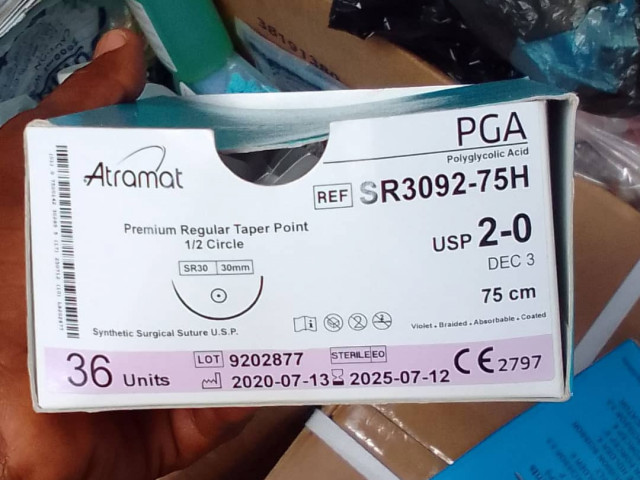 38191380
PGA
Polyglycolic Acid
Atramat
REF SR3092-75H
Premium Regular Taper Point
1/2 Circle
USP 2-0
DEC 3
SR30 30mm
75 cm
Violet • Braided • Absorbable • Coated
Synthetic Surgical Suture U.S.P.
36 Units
LOT 9202877
STERILE EO
2020-07-13
2025-07-12
CE 2797